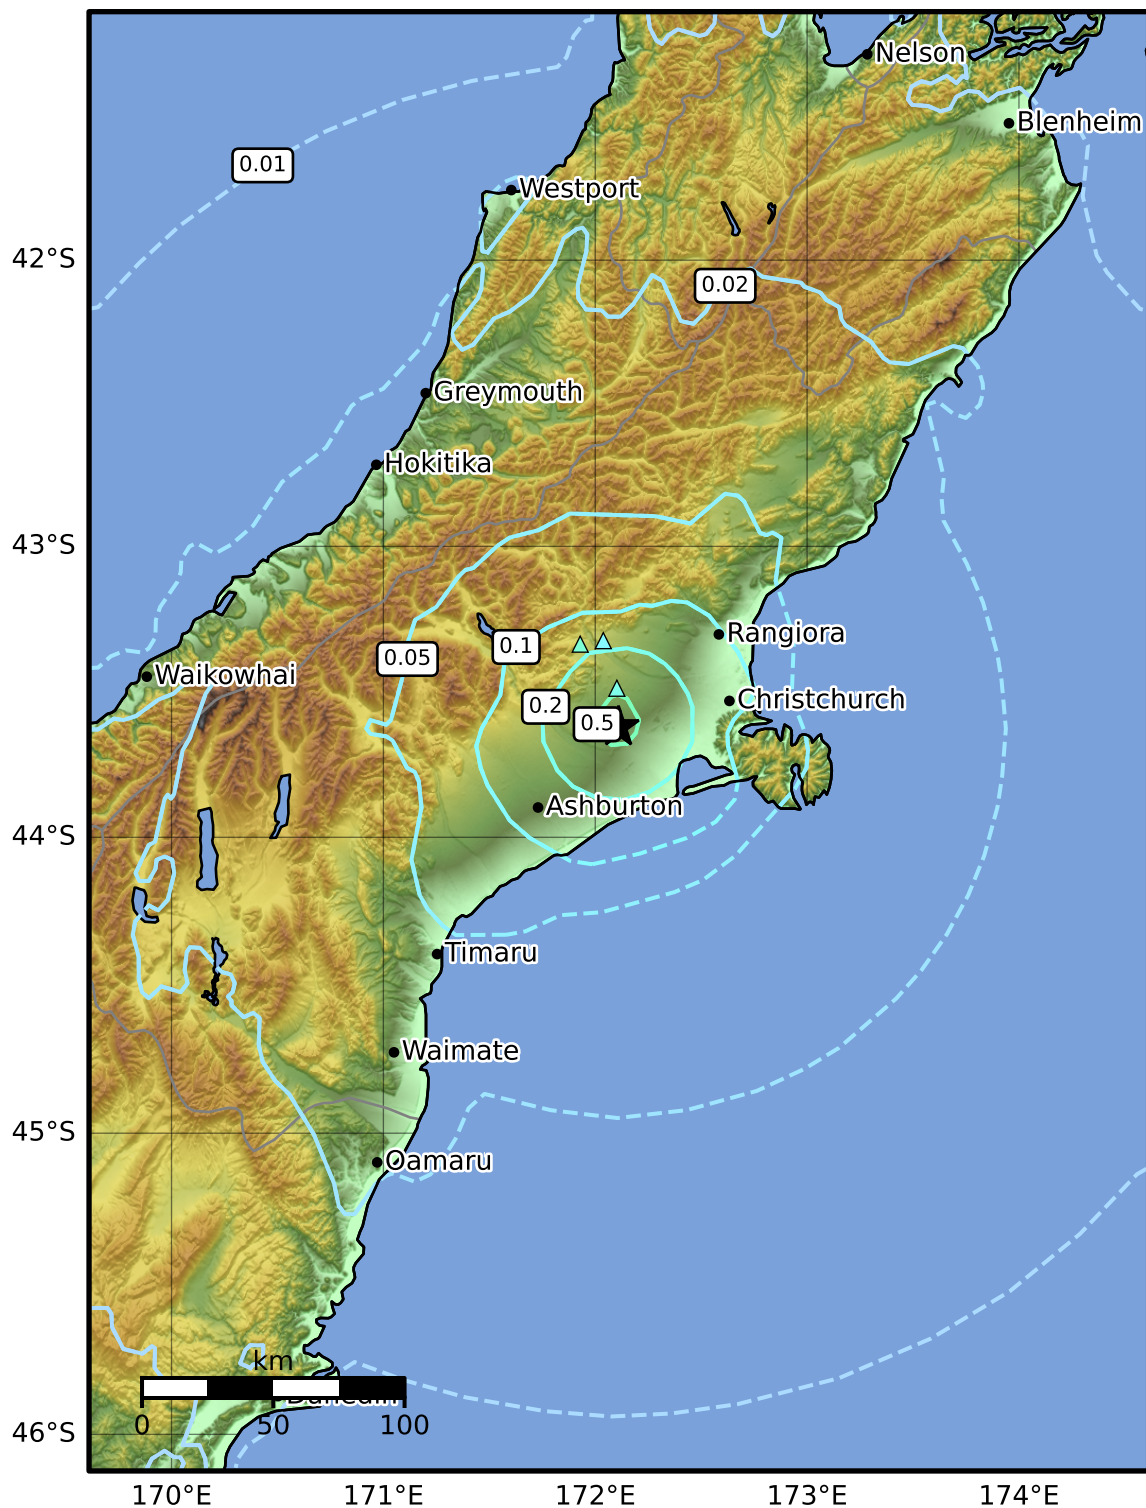 Nelson
Blenheim
0.01
Westport
42°S
0.02
Greymouth
Hokitika
43°S
Rangiora
0.1
0.05
Waikowhai
Christchurch
0.2
0.5
Ashburton
44°S
Timaru
Waimate
45°S
Oamaru
km
Dunedin
0 50 100
46°S
170°E 171°E 172°E 173°E 174°E